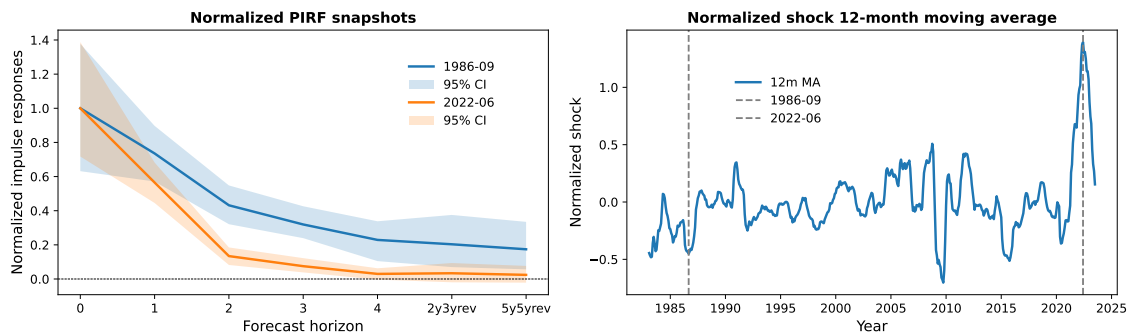 Normalized PIRF snapshots
Normalized impulse responses
1.4
1.2
1.0
0.8
0.6
0.4
0.2
0.0
1986-09
95% CI
2022-06
95% CI
0 1 2 3 4 2y3yrev 5y5yrev
Forecast horizon
Normalized shock 12-month moving average
Normalized shock
1.0
0.5
0.0
−0.5
12m MA
1986-09
2022-06
1985 1990 1995 2000 2005 2010 2015 2020 2025
Year